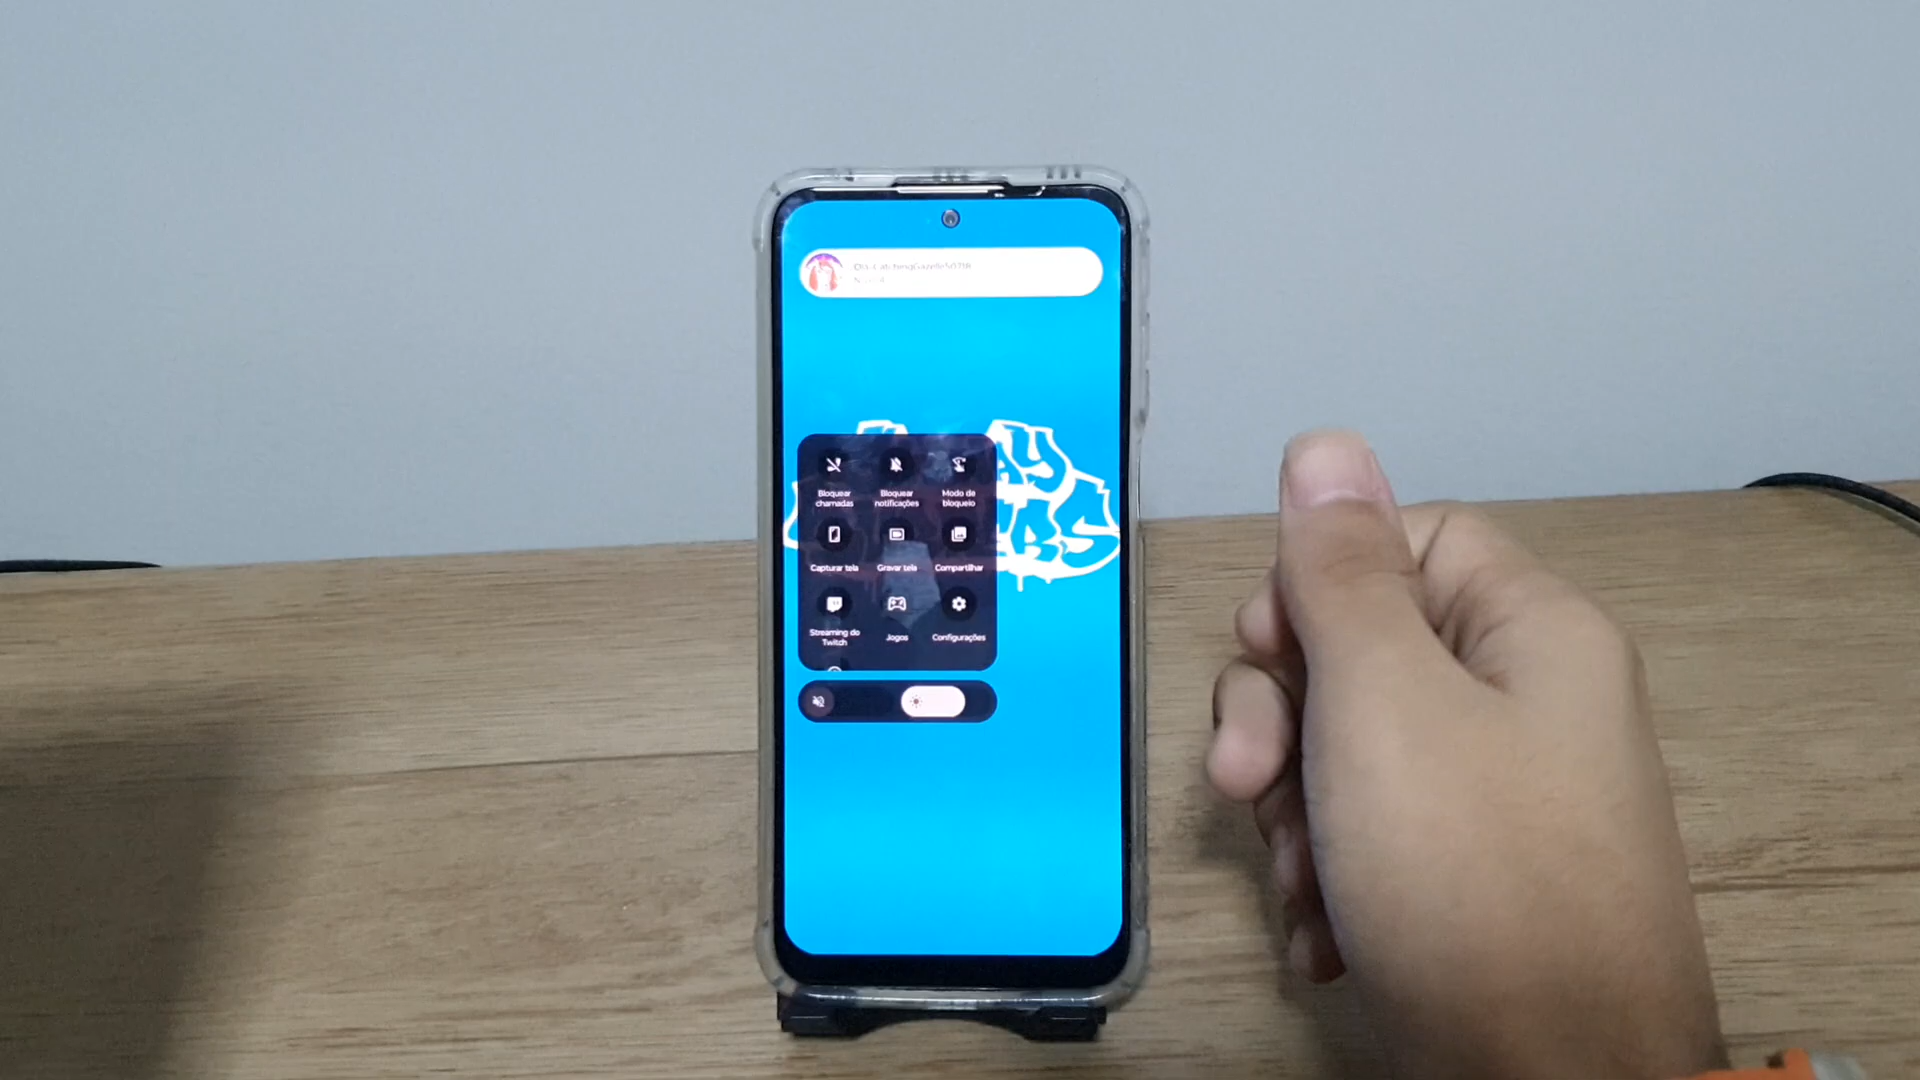 Bloquear
chamadas
Bloquear
notificações
Modo de
bloqueio
Capturar tela
Gravar tela
Compartilhar
Streaming do
Twitch
Jogos
Configurações